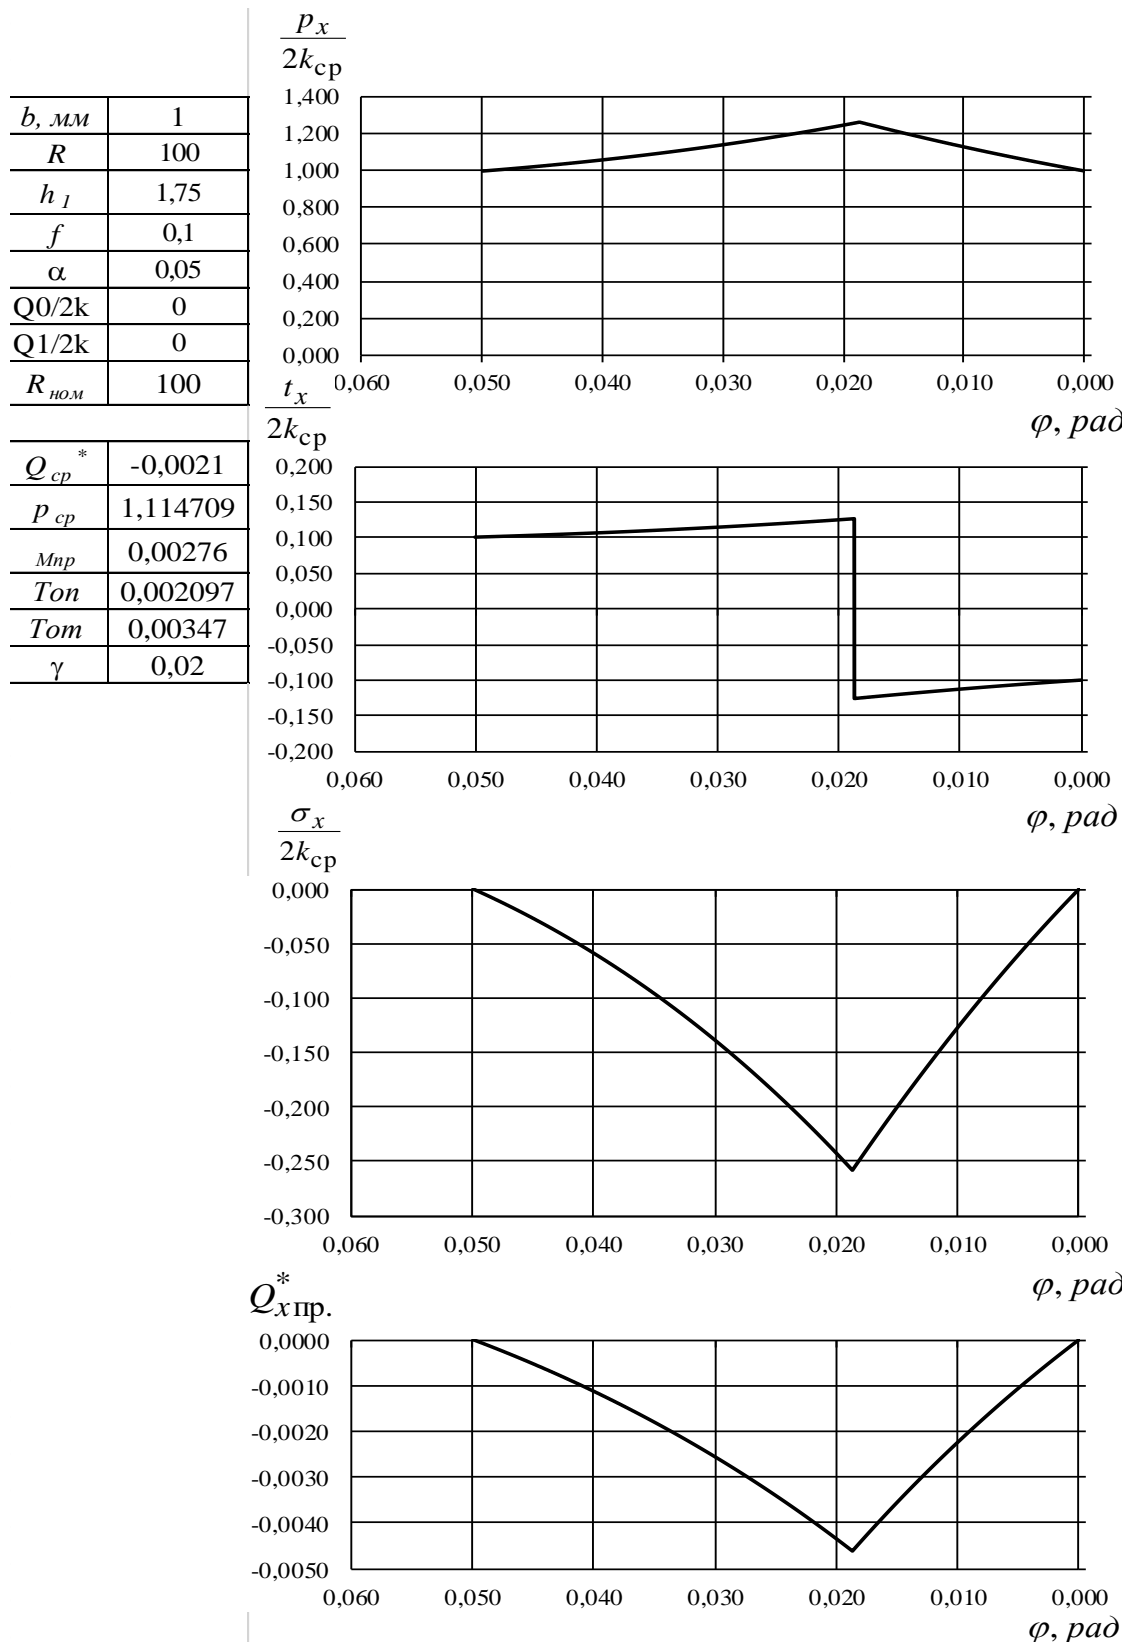 b, мм 1
R 100
h 1 1,75
f 0,1
α 0,05
Q0/2k 0
Q1/2k 0
R ном 100
Q ср * -0,0021
p ср 1,114709
Мпр 0,00276
Топ 0,002097
Тот 0,00347
γ 0,02
p x
2k ср
1,400
1,200
1,000
0,800
0,600
0,400
0,200
0,000
0,060 0,050 0,040 0,030 0,020 0,010 0,000
φ, рад
t x
2k ср
0,200
0,150
0,100
0,050
0,000
-0,050
-0,100
-0,150
-0,200
0,060 0,050 0,040 0,030 0,020 0,010 0,000
φ, рад
σ x
2k ср
0,000
-0,050
-0,100
-0,150
-0,200
-0,250
-0,300
0,060 0,050 0,040 0,030 0,020 0,010 0,000
φ, рад
Q* x пр.
0,0000
-0,0010
-0,0020
-0,0030
-0,0040
-0,0050
0,060 0,050 0,040 0,030 0,020 0,010 0,000
φ, рад